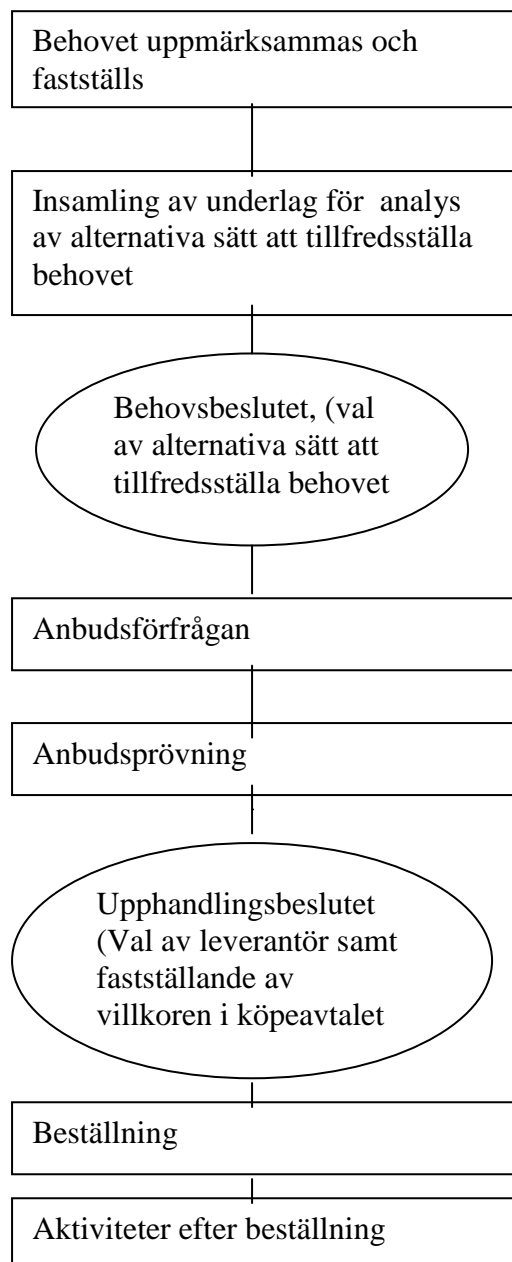 Behovet uppmärksammas och
fastställs
Insamling av underlag för  analys
av alternativa sätt att tillfredsställa
behovet
Behovsbeslutet, (val
av alternativa sätt att
tillfredsställa behovet
Anbudsförfrågan
Anbudsprövning
Upphandlingsbeslutet
(Val av leverantör samt
fastställande av
villkoren i köpeavtalet
Beställning
Aktiviteter efter beställning